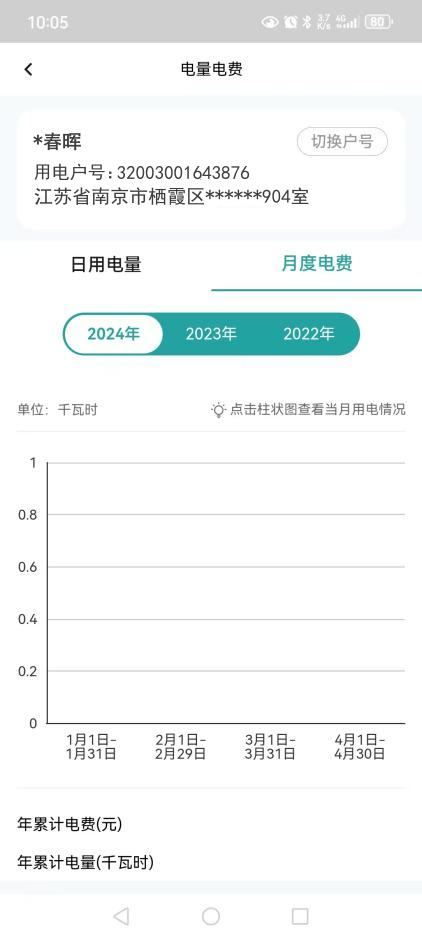 10:05
3.7 K/s 4G 80
电量电费
*春晖
切换户号
用电户号:32003001643876
江苏省南京市栖霞区******904室
日用电量
月度电费
2024年
2023年
2022年
单位：千瓦时
点击柱状图查看当月用电情况
1
0.8
0.6
0.4
0.2
0
1月1日-
1月31日
2月1日-
2月29日
3月1日-
3月31日
4月1日-
4月30日
年累计电费(元)
年累计电量(千瓦时)